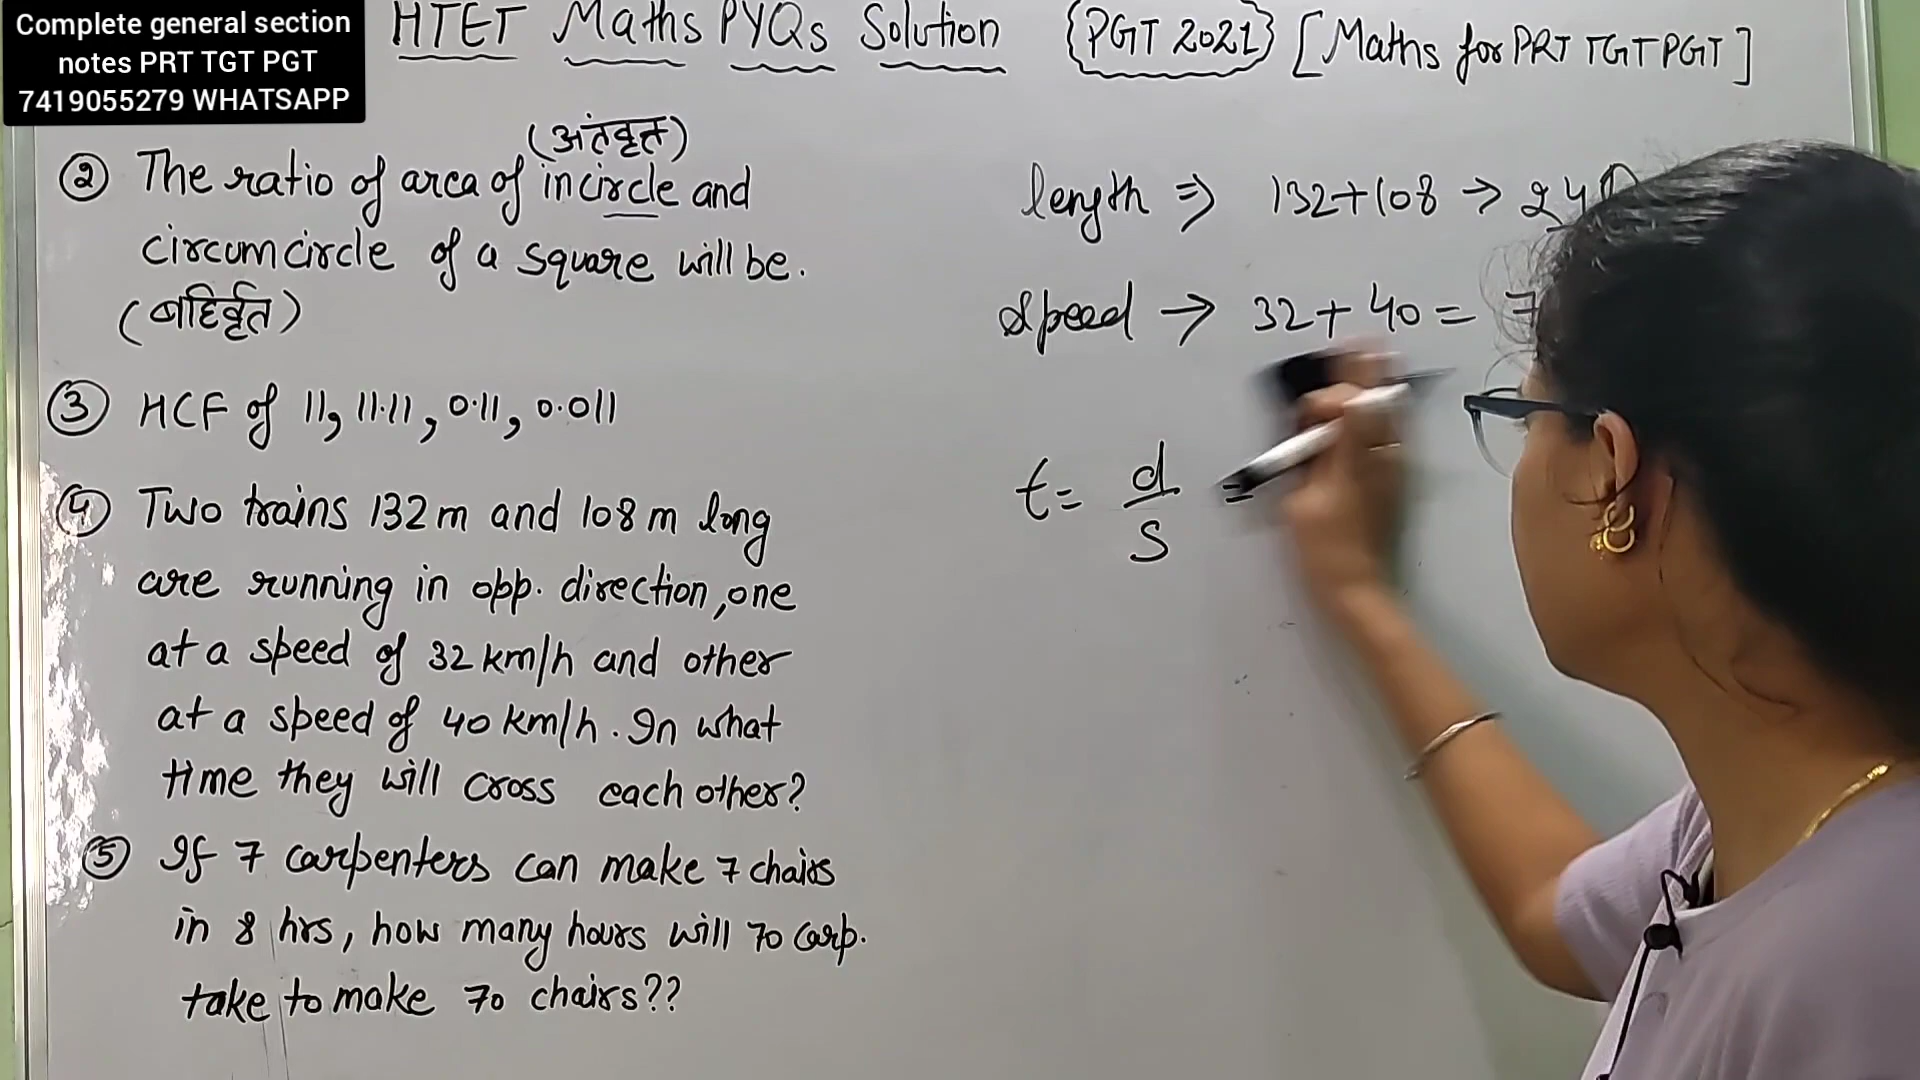 Complete general section
notes PRT TGT PGT
7419055279 WHATSAPP
HTET Maths PYQs Solution {PGT 2021} [Maths for PRT TGT PGT]
(अंतवृत)
② The ratio of area of incircle and
circumcircle of a square will be.
(बहिर्वृत)
③ HCF of 11, 11.11, 0.11, 0.011
④ Two trains 132 m and 108 m long
are running in opp. direction, one
at a speed of 32 km/h and other
at a speed of 40 km/h. In what
time they will cross each other?
⑤ If 7 carpenters can make 7 chairs
in 8 hrs, how many hours will 70 carp.
take to make 70 chairs??
length ⇒ 132+108 → 240
speed → 32+40= 7
t= d/s =